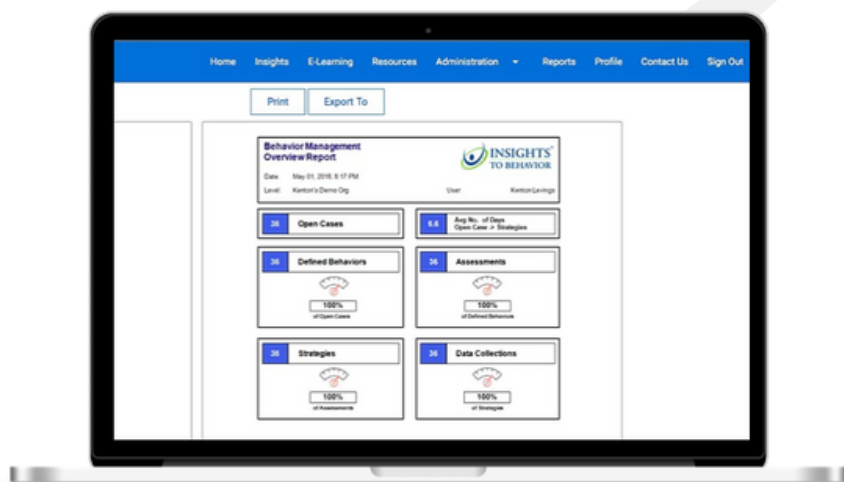 Home Insights E-Learning Resources Administration Reports Profile Contact Us Sign Out
Print Export To
Behavior Management
Overview Report
INSIGHTS
TO BEHAVIOR
Date May 01, 2018, 8:17 PM
Level: Kenton's Demo Org User Kenton Levings
36 Open Cases
6.6 Avg No. of Days
Open Case -> Strategies
36 Defined Behaviors
100%
of Open Cases
36 Assessments
100%
of Defined Behaviors
36 Strategies
100%
of Assessments
36 Data Collections
100%
of Strategies